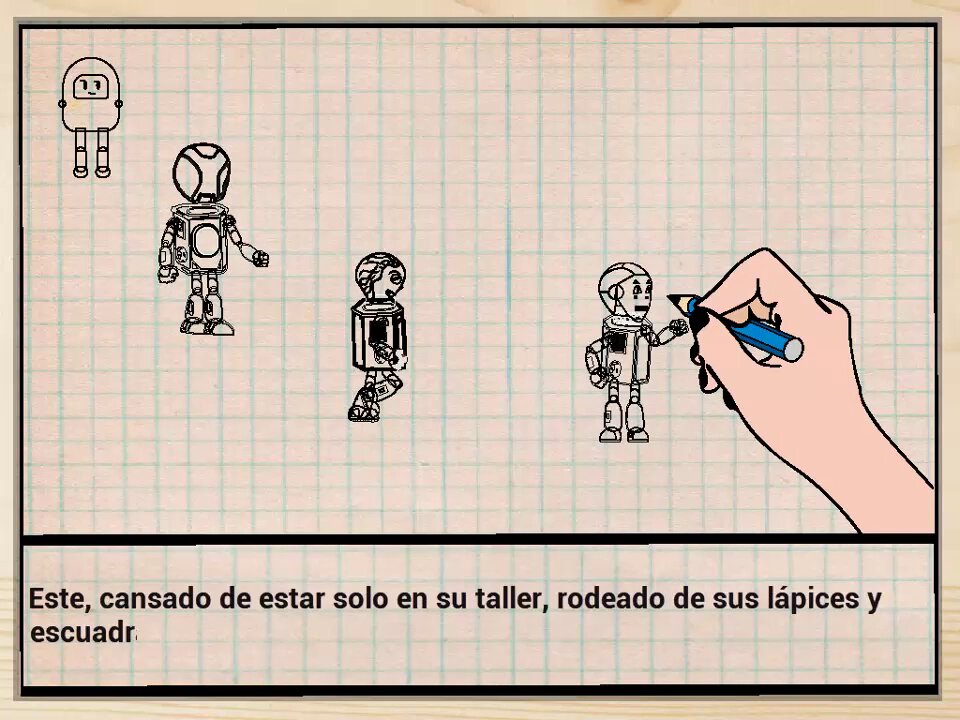 Este, cansado de estar solo en su taller, rodeado de sus lápices y
escuadr